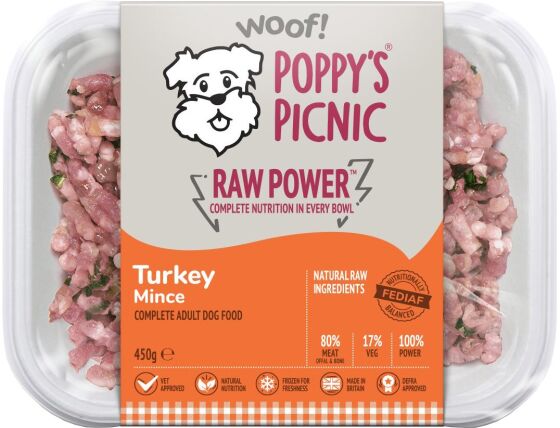 woof!
POPPY'S®
PICNIC
RAW POWER™
COMPLETE NUTRITION IN EVERY BOWL
Turkey
Mince
COMPLETE ADULT DOG FOOD
450g ℮
NATURAL RAW
INGREDIENTS
NUTRITIONALLY
FEDIAF
BALANCED
80%
MEAT
OFFAL & BONE
17%
VEG
100%
POWER
VET
APPROVED
NATURAL
NUTRITION
FROZEN FOR
FRESHNESS
MADE IN
BRITAIN
DEFRA
APPROVED